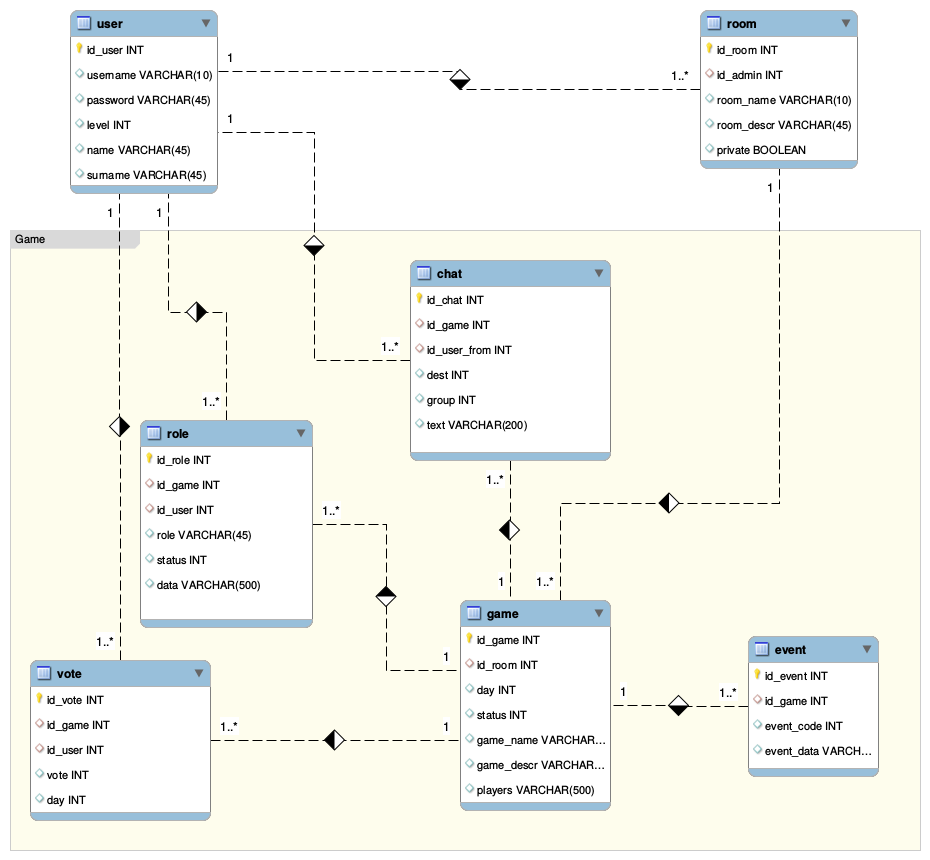 user
id_user INT
username VARCHAR(10)
password VARCHAR(45)
level INT
name VARCHAR(45)
surname VARCHAR(45)
room
id_room INT
id_admin INT
room_name VARCHAR(10)
room_descr VARCHAR(45)
private BOOLEAN
1
1..*
1
1
1
1
Game
chat
id_chat INT
id_game INT
id_user_from INT
dest INT
group INT
text VARCHAR(200)
1..*
1..*
role
id_role INT
id_game INT
id_user INT
role VARCHAR(45)
status INT
data VARCHAR(500)
1..*
1..*
1
1..*
game
id_game INT
id_room INT
day INT
status INT
game_name VARCHAR...
game_descr VARCHAR...
players VARCHAR(500)
1..*
1
vote
id_vote INT
id_game INT
id_user INT
vote INT
day INT
1..*
1
1
1..*
event
id_event INT
id_game INT
event_code INT
event_data VARCH...